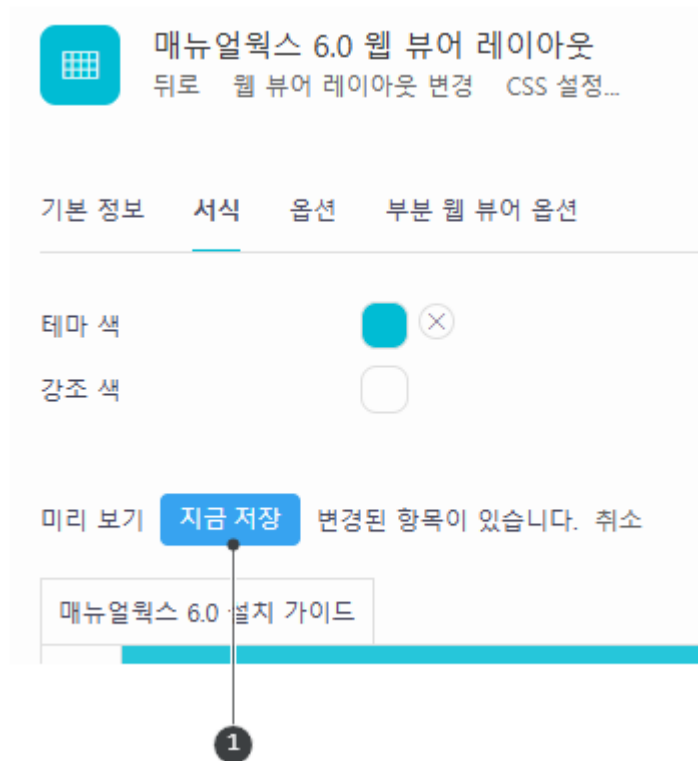 매뉴얼웍스 6.0 웹 뷰어 레이아웃
뒤로 웹 뷰어 레이아웃 변경 CSS 설정...
기본 정보 서식 옵션 부분 웹 뷰어 옵션
테마 색
강조 색
미리 보기 지금 저장 변경된 항목이 있습니다. 취소
매뉴얼웍스 6.0 설치 가이드
1